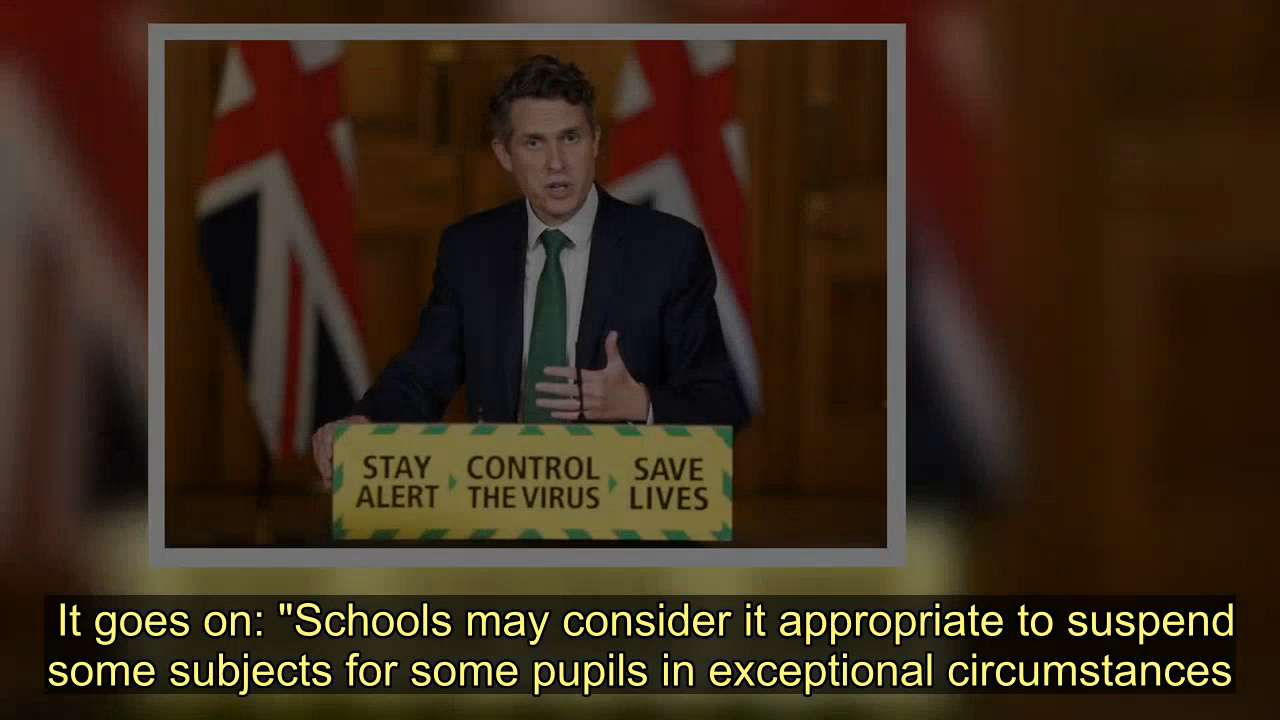 STAY ALERT
CONTROL THE VIRUS
SAVE LIVES
It goes on: "Schools may consider it appropriate to suspend
some subjects for some pupils in exceptional circumstances